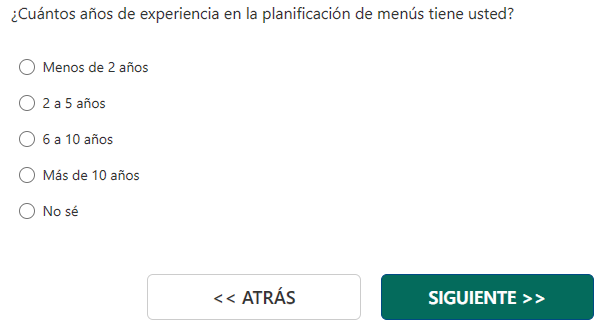 ¿Cuántos años de experiencia en la planificación de menús tiene usted?
Menos de 2 años
2 a 5 años
6 a 10 años
Más de 10 años
No sé
<< ATRÁS
SIGUIENTE >>